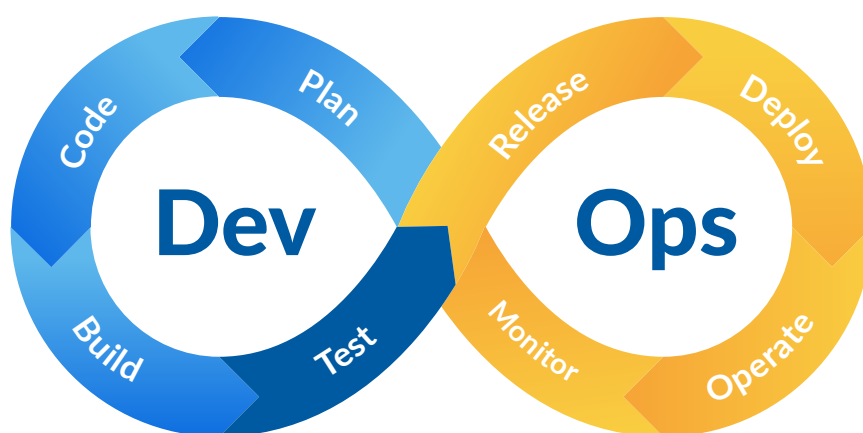 Plan
Code
Build
Test
Release
Deploy
Operate
Monitor
Dev
Ops